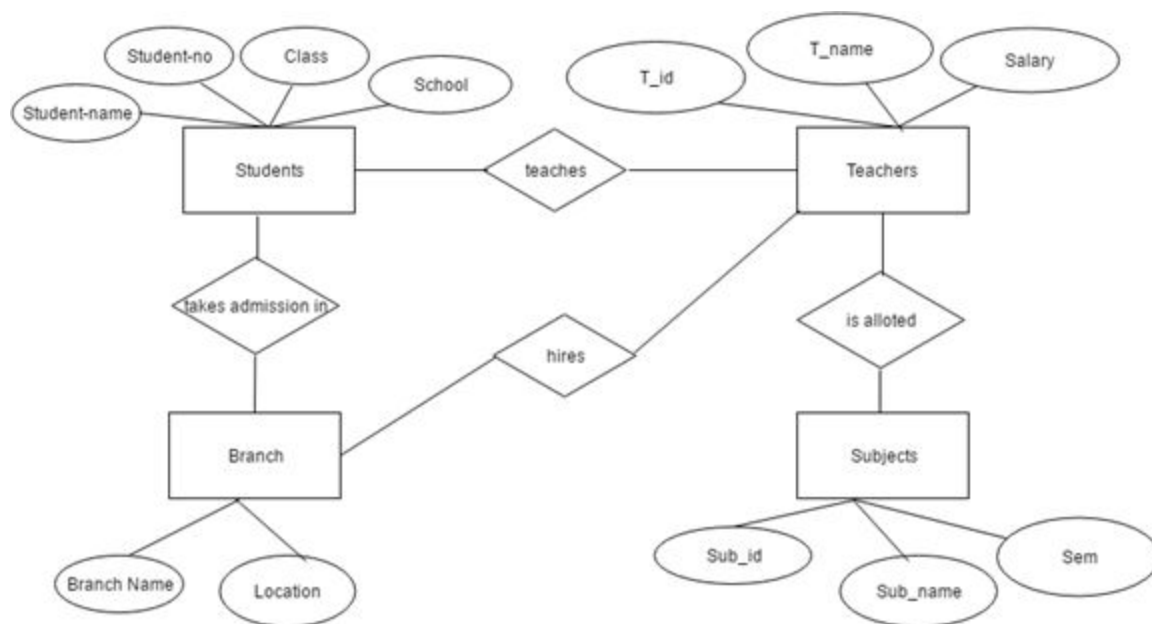 Student-no
Class
T_name
Salary
School
T_id
Student-name
Students
teaches
Teachers
takes admission in
is alloted
hires
Branch
Subjects
Sub_id
Sem
Branch Name
Location
Sub_name